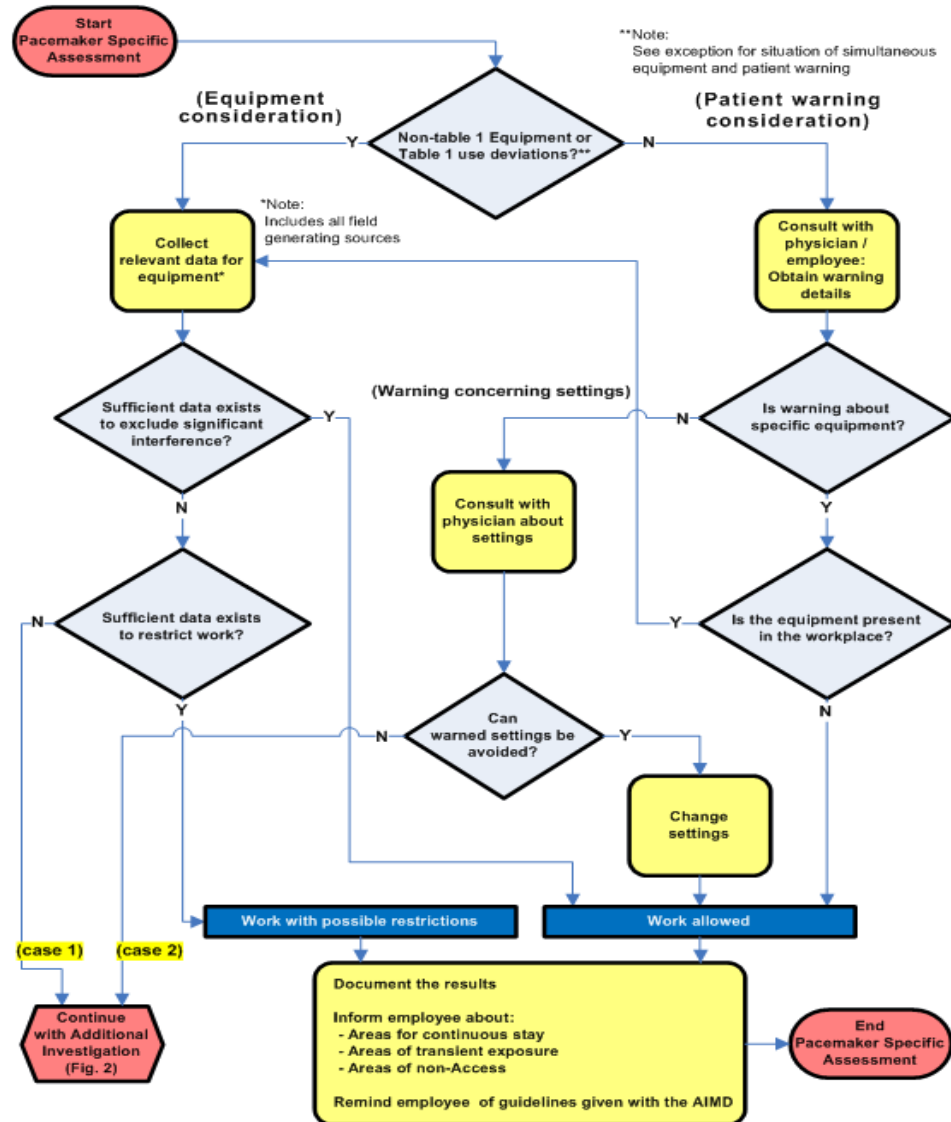 Start
Pacemaker Specific
Assessment
**Note:
See exception for situation of simultaneous
equipment and patient warning
(Equipment
consideration)
(Patient warning
consideration)
Non-table 1 Equipment or
Table 1 use deviations?**
Y
N
*Note:
Includes all field
generating sources
Collect
relevant data for
equipment*
Consult with
physician /
employee:
Obtain warning
details
(Warning concerning settings)
Sufficient data exists
to exclude significant
interference?
Y
N
Is warning about
specific equipment?
N
Y
Consult with
physician about
settings
Sufficient data exists
to restrict work?
N
Y
Is the equipment present
in the workplace?
Y
N
Can
warned settings be
avoided?
N
Y
Change
settings
Work with possible restrictions
Work allowed
(case 1)
(case 2)
Continue
with Additional
Investigation
(Fig. 2)
Document the results
Inform employee about:
- Areas for continuous stay
- Areas of transient exposure
- Areas of non-Access
Remind employee of guidelines given with the AIMD
End
Pacemaker Specific
Assessment